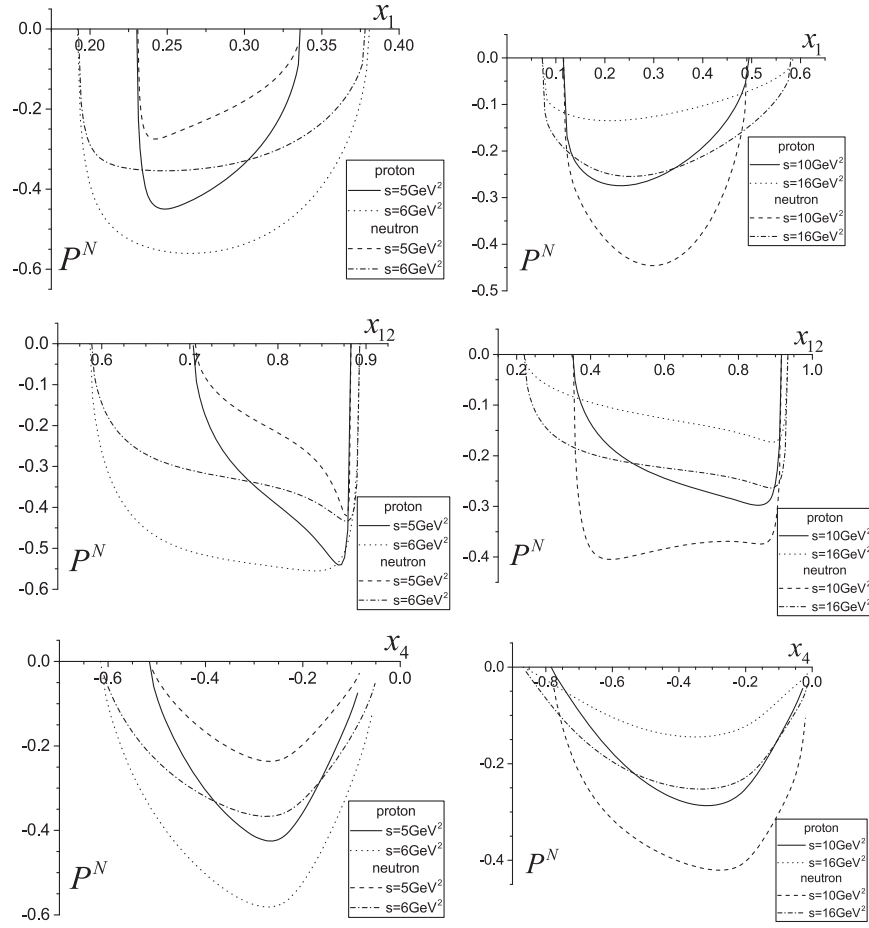 x₁
0.0
0.20 0.25 0.30 0.35 0.40
-0.2
-0.4
-0.6
Pᴺ
proton
s=5GeV²
s=6GeV²
neutron
s=5GeV²
s=6GeV²
x₁
0.0
0.1 0.2 0.3 0.4 0.5 0.6
-0.1
-0.2
-0.3
-0.4
-0.5
Pᴺ
proton
s=10GeV²
s=16GeV²
neutron
s=10GeV²
s=16GeV²
x₁₂
0.0
0.6 0.7 0.8 0.9
-0.1
-0.2
-0.3
-0.4
-0.5
-0.6
Pᴺ
proton
s=5GeV²
s=6GeV²
neutron
s=5GeV²
s=6GeV²
x₁₂
0.0
0.2 0.4 0.6 0.8 1.0
-0.1
-0.2
-0.3
-0.4
Pᴺ
proton
s=10GeV²
s=16GeV²
neutron
s=10GeV²
s=16GeV²
x₄
0.0
-0.6 -0.4 -0.2 0.0
-0.2
-0.4
-0.6
Pᴺ
proton
s=5GeV²
s=6GeV²
neutron
s=5GeV²
s=6GeV²
x₄
0.0
-0.8 -0.6 -0.4 -0.2 0.0
-0.2
-0.4
Pᴺ
proton
s=10GeV²
s=16GeV²
neutron
s=10GeV²
s=16GeV²